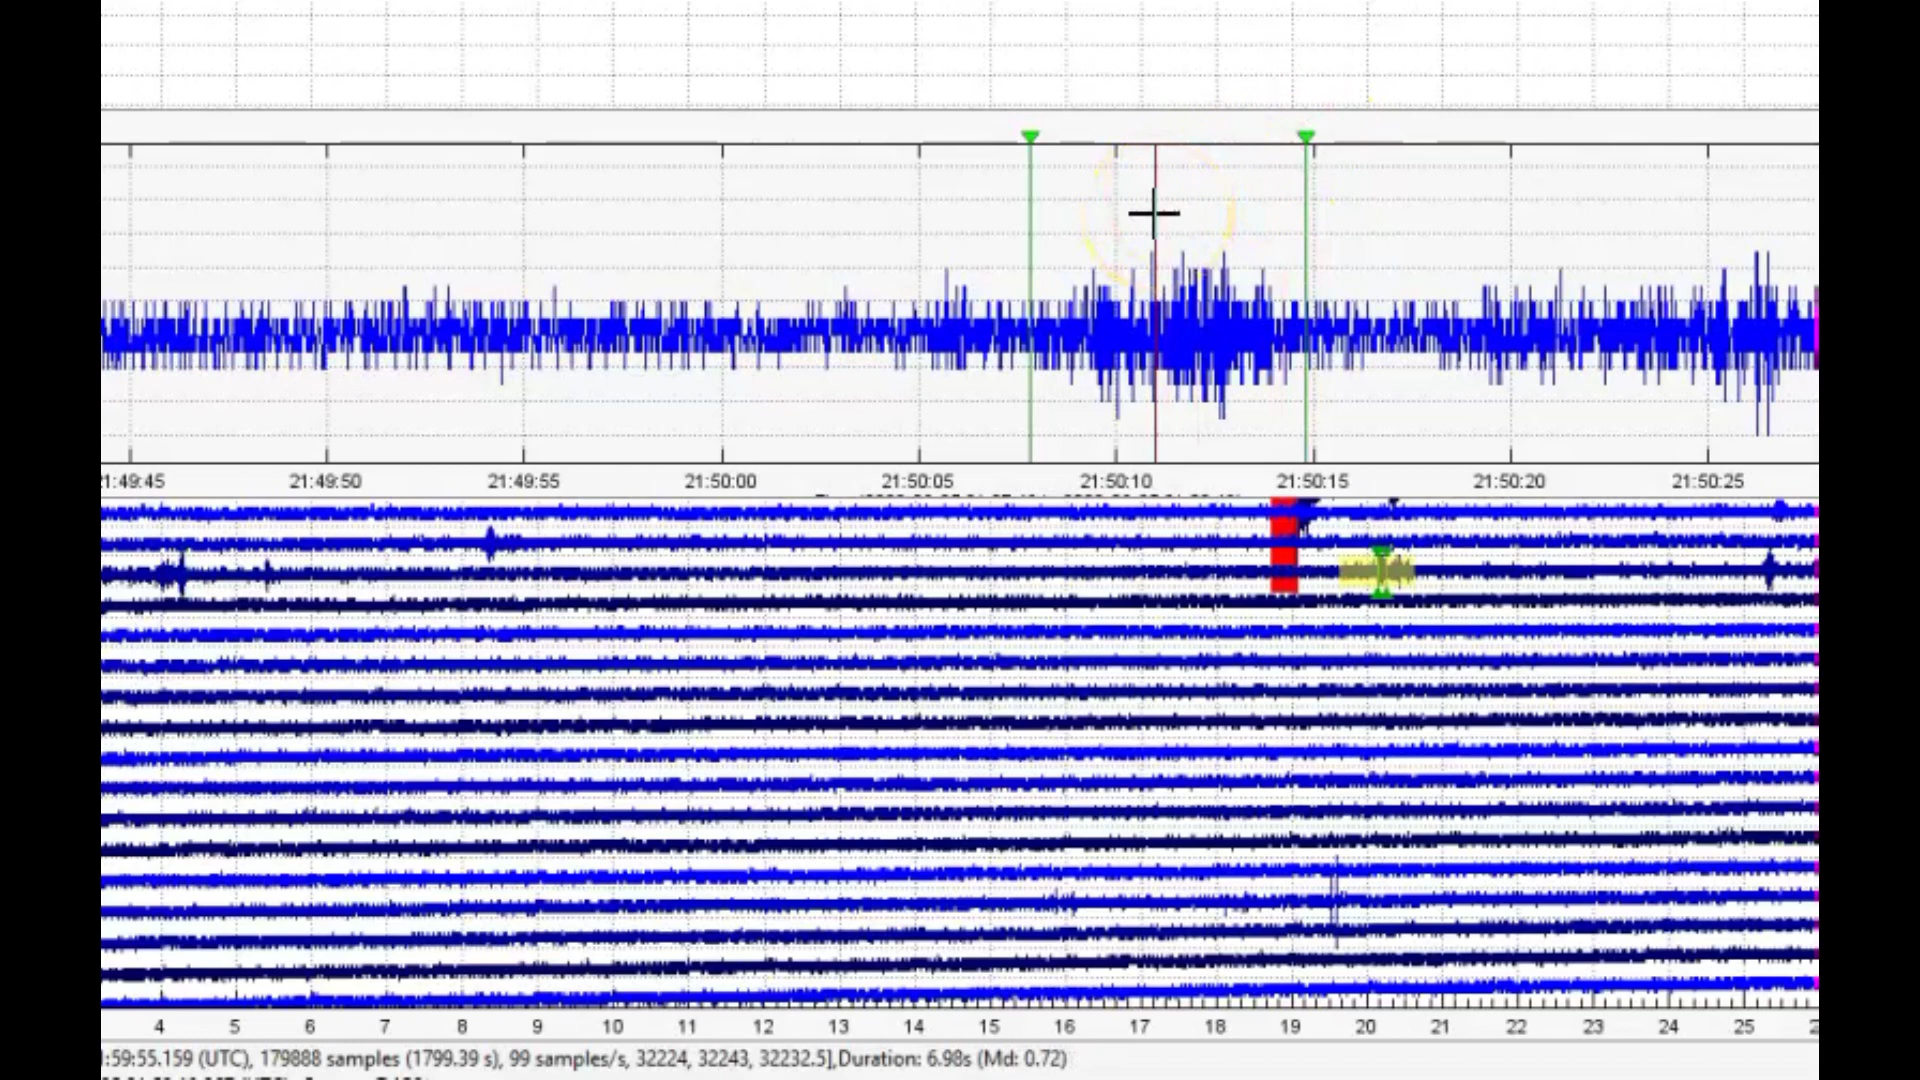 21:49:45 21:49:50 21:49:55 21:50:00 21:50:05 21:50:10 21:50:15 21:50:20 21:50:25
4 5 6 7 8 9 10 11 12 13 14 15 16 17 18 19 20 21 22 23 24 25
:59:55.159 (UTC), 179888 samples (1799.39 s), 99 samples/s, 32224, 32243, 32232.5],Duration: 6.98s (Md: 0.72)